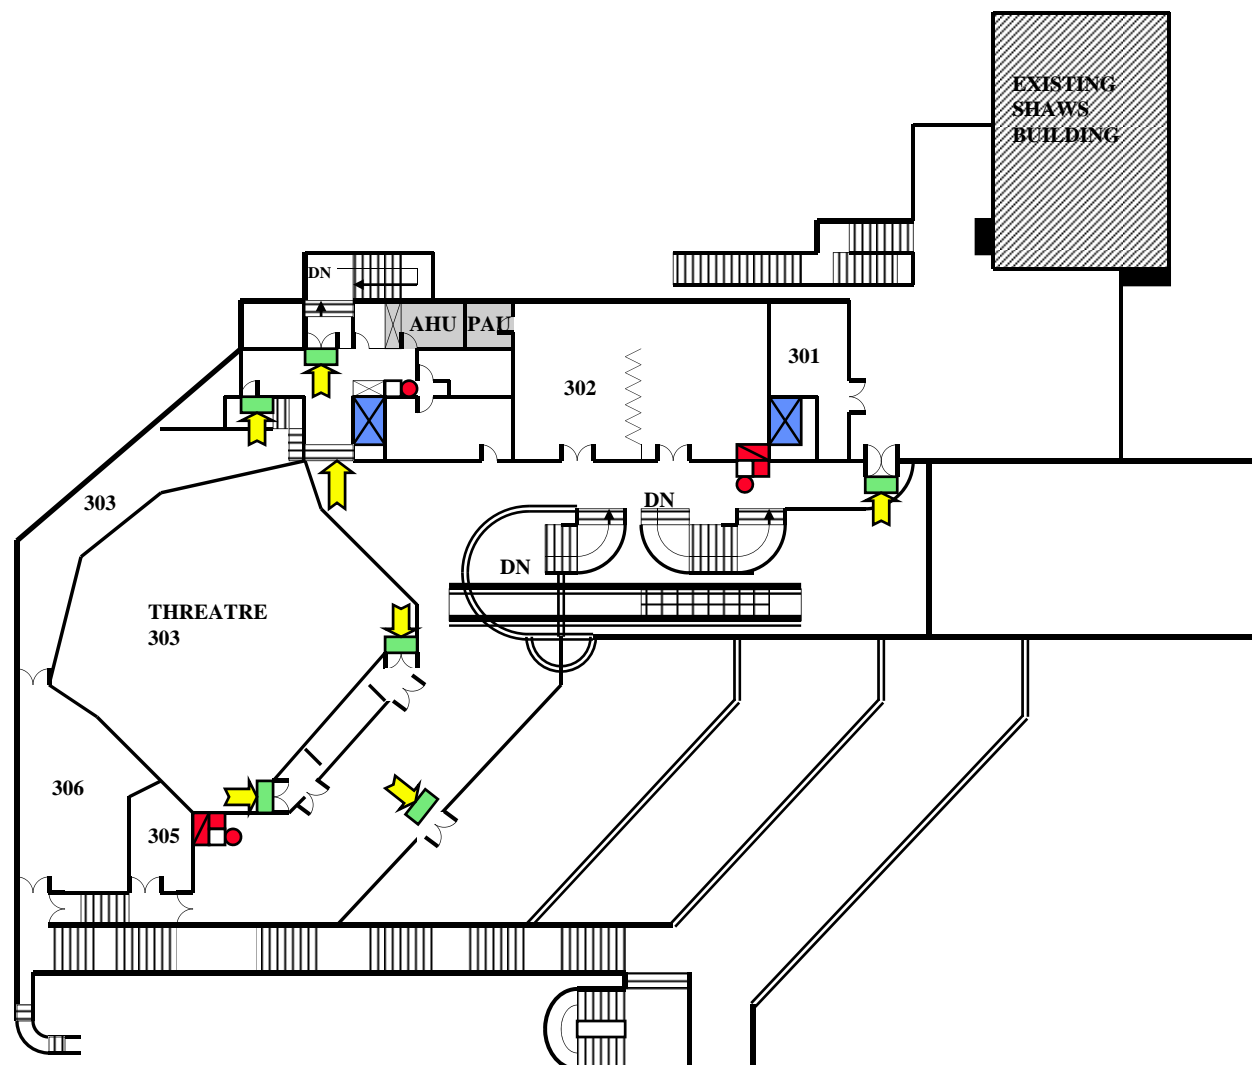 EXISTING
SHAWS
BUILDING
DN
AHU
PAU
301
302
303
DN
DN
THREATRE
303
306
305